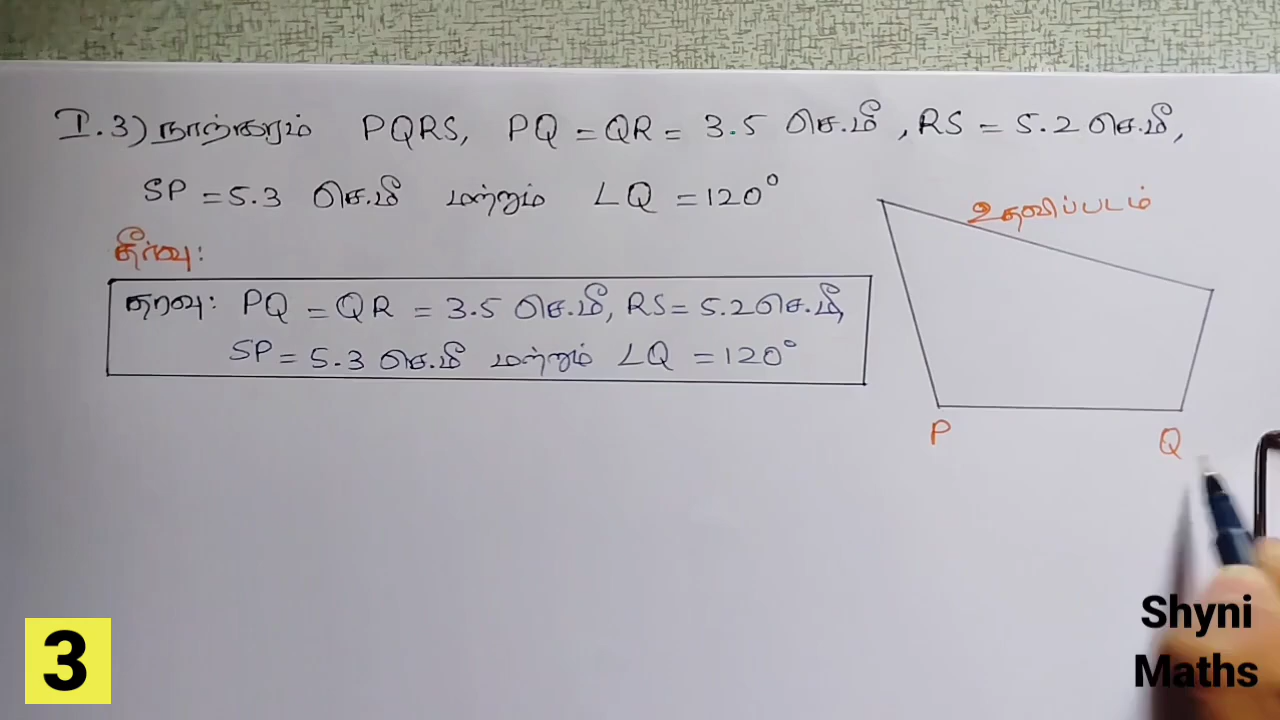 I.3) நாற்கரம் PQRS, PQ = QR = 3.5 செ.மீ, RS = 5.2 செ.மீ,
SP = 5.3 செ.மீ மற்றும் ∠Q = 120°
உதவிப்படம்
தீர்வு:
தரவு: PQ = QR = 3.5 செ.மீ, RS = 5.2 செ.மீ,
SP = 5.3 செ.மீ மற்றும் ∠Q = 120°
P
Q
Shyni
Maths
3